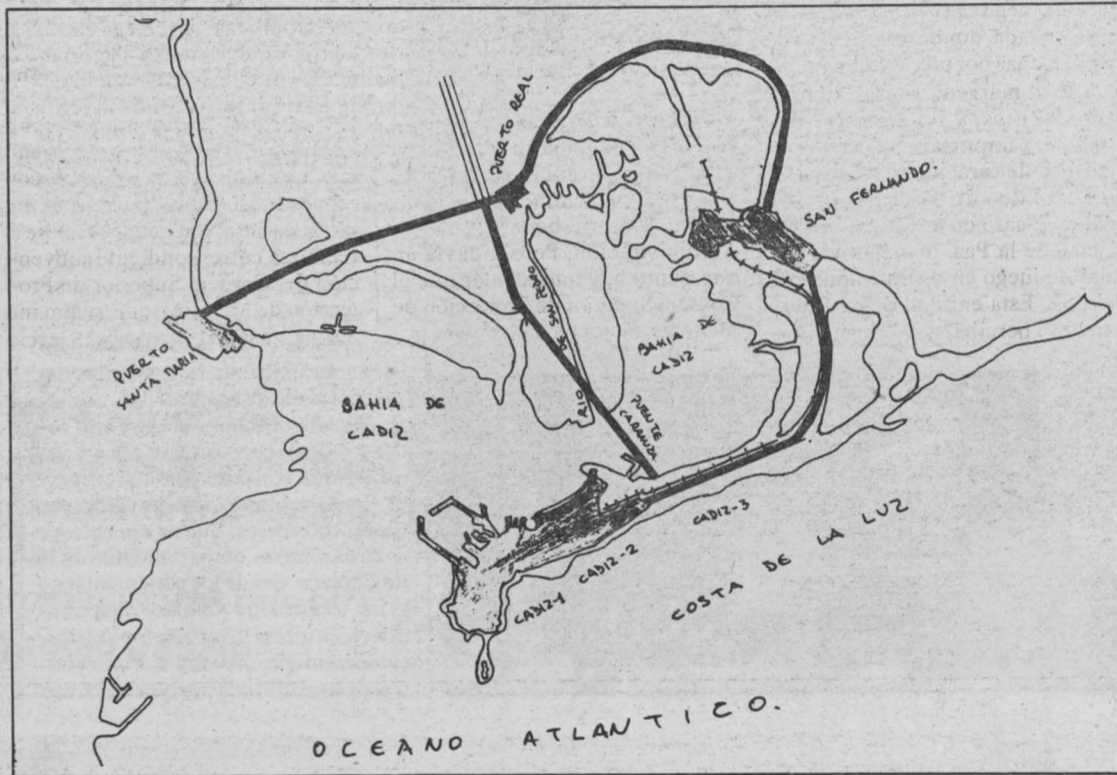 PUERTO REAL
SAN FERNANDO.
RIO DE SAN PEDRO
BAHIA
DE
CADIZ
PUERTO
SANTA MARIA
BAHIA DE
CADIZ
PUENTE
CARRANZA
CADIZ-3
CADIZ-2
CADIZ-1
COSTA DE LA LUZ
OCEANO ATLANTICO.